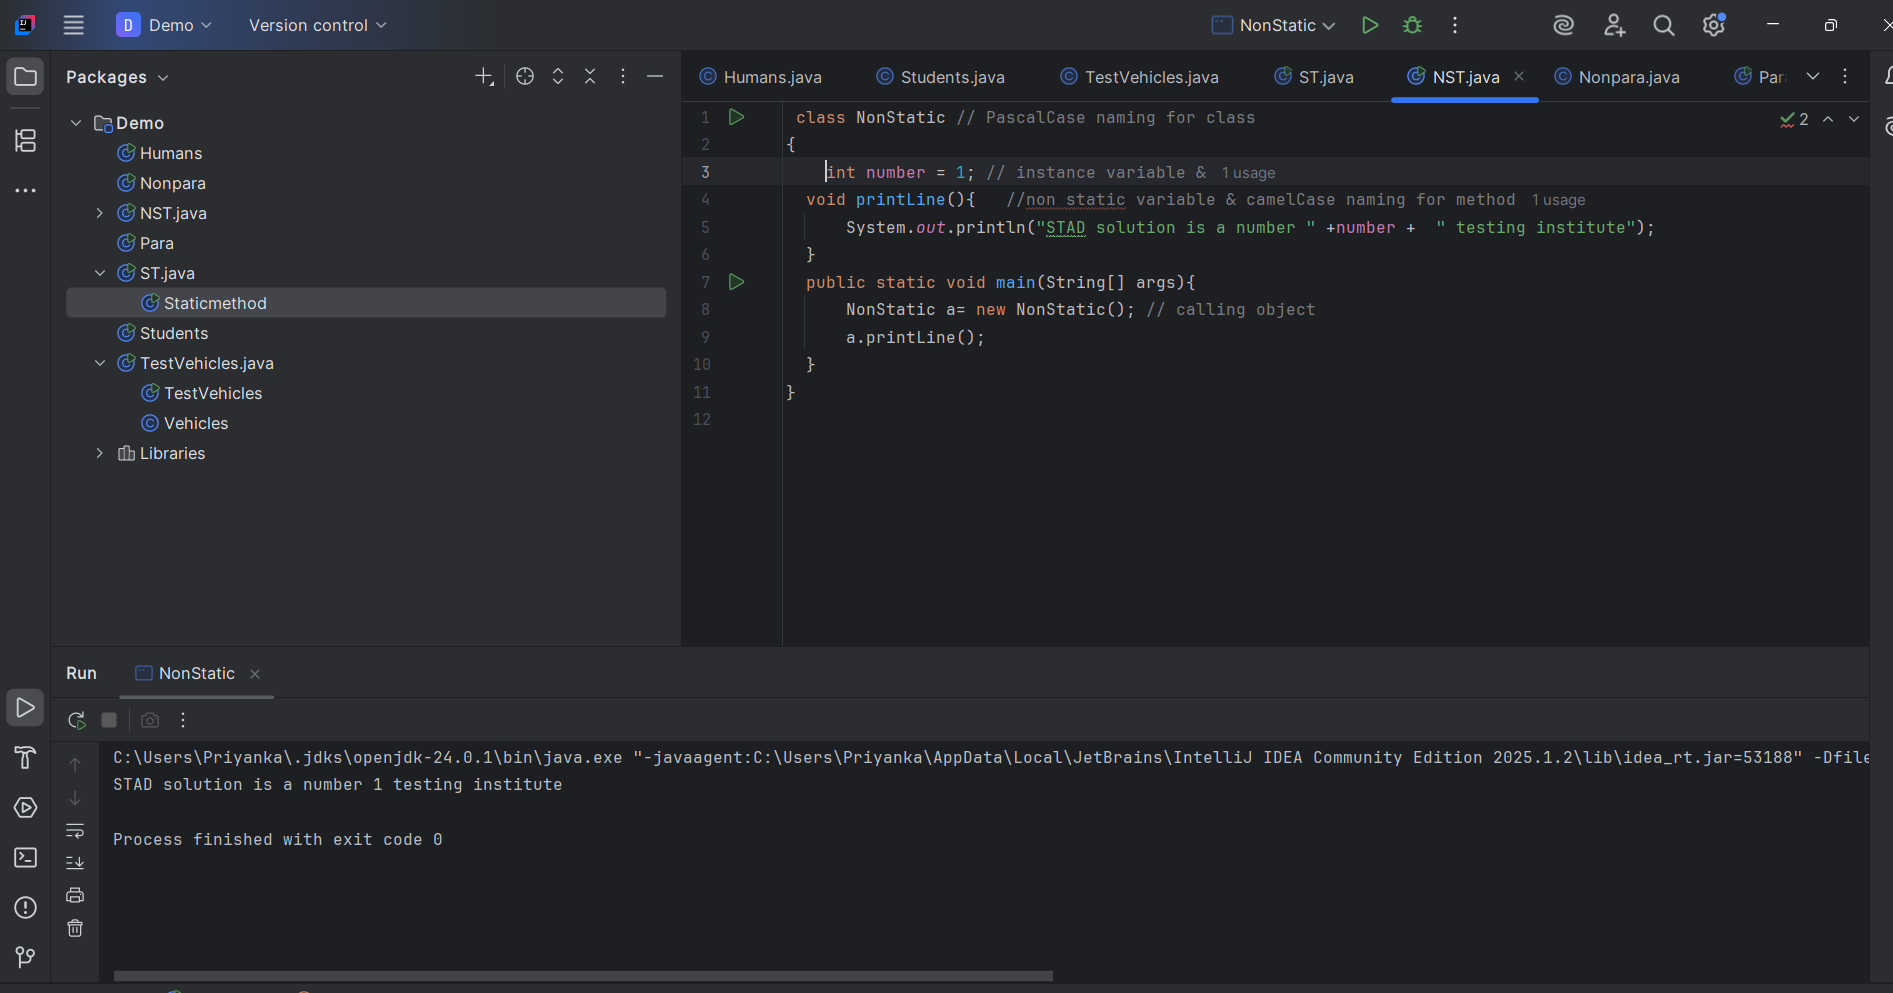 D Demo Version control NonStatic
Packages
Humans.java Students.java TestVehicles.java ST.java NST.java Nonpara.java Par
Demo
Humans
Nonpara
NST.java
Para
ST.java
Staticmethod
Students
TestVehicles.java
TestVehicles
Vehicles
Libraries
1 class NonStatic // PascalCase naming for class
2 {
3 int number = 1; // instance variable & 1 usage
4 void printLine(){ //non static variable & camelCase naming for method 1 usage
5 System.out.println("STAD solution is a number " +number + " testing institute");
6 }
7 public static void main(String[] args){
8 NonStatic a= new NonStatic(); // calling object
9 a.printLine();
10 }
11 }
12
2
Run NonStatic
C:\Users\Priyanka\.jdks\openjdk-24.0.1\bin\java.exe "-javaagent:C:\Users\Priyanka\AppData\Local\JetBrains\IntelliJ IDEA Community Edition 2025.1.2\lib\idea_rt.jar=53188" -Dfile
STAD solution is a number 1 testing institute
Process finished with exit code 0